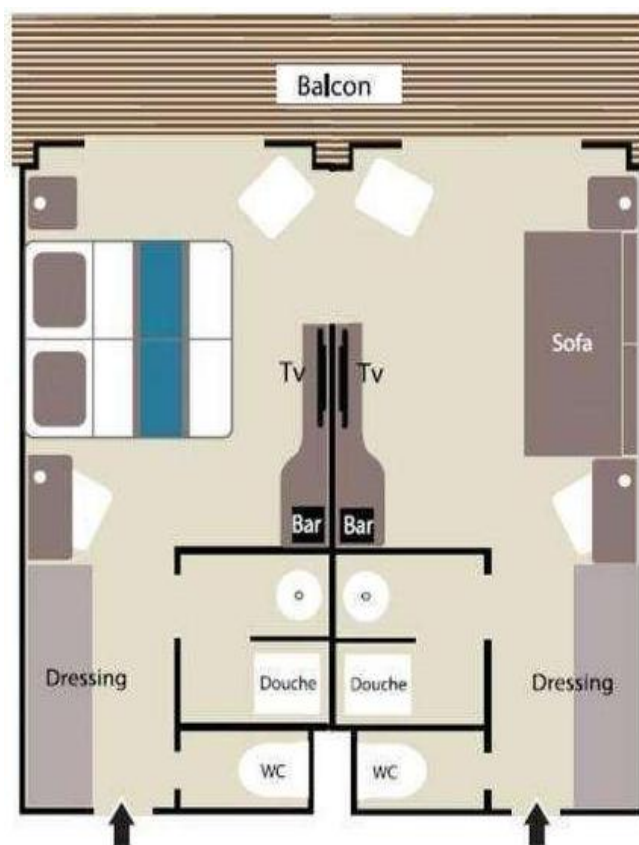 Balcon
Sofa
Tv
Tv
Bar
Bar
Dressing
Douche
Douche
Dressing
WC
WC